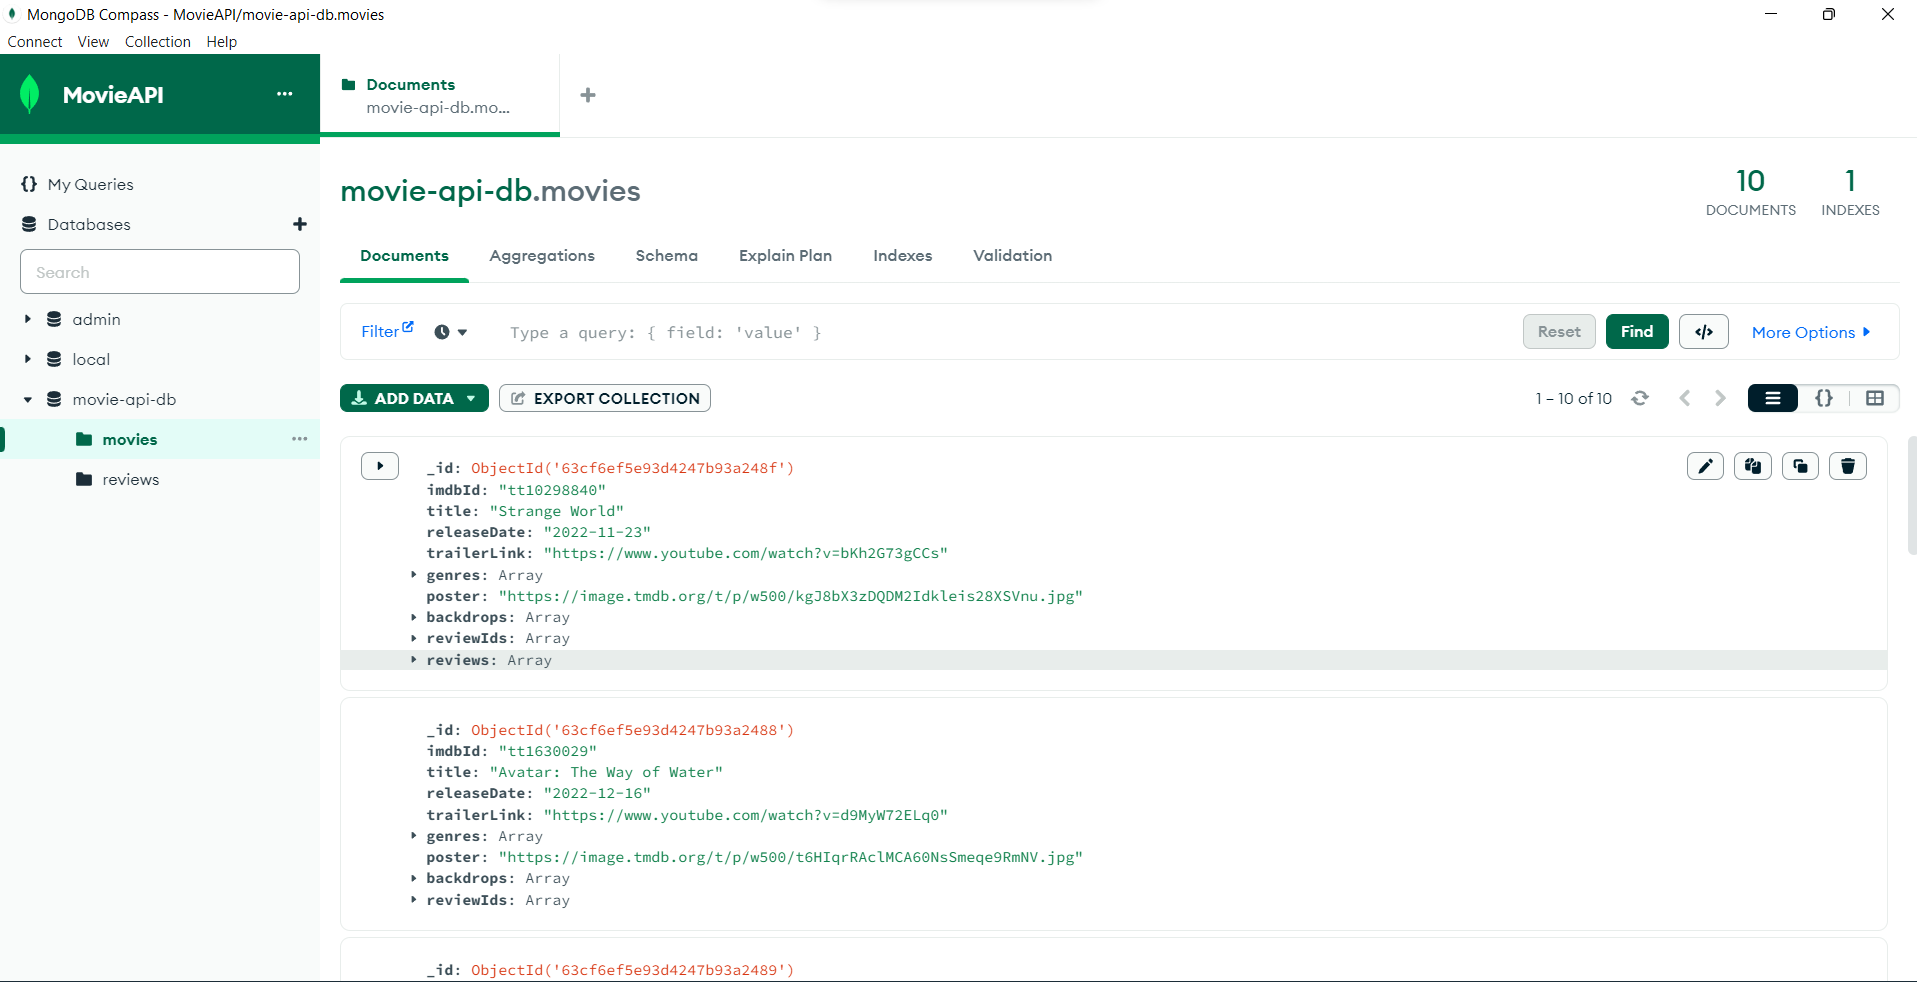 MongoDB Compass - MovieAPI/movie-api-db.movies
Connect View Collection Help
MovieAPI ...
Documents
movie-api-db.mo...
+
{} My Queries
Databases +
Search
admin
local
movie-api-db
movies ...
reviews
movie-api-db.movies
10
DOCUMENTS
1
INDEXES
Documents Aggregations Schema Explain Plan Indexes Validation
Filter Type a query: { field: 'value' } Reset Find </> More Options
ADD DATA EXPORT COLLECTION 1 – 10 of 10 {}
_id: ObjectId('63cf6ef5e93d4247b93a248f')
imdbId: "tt10298840"
title: "Strange World"
releaseDate: "2022-11-23"
trailerLink: "https://www.youtube.com/watch?v=bKh2G73gCCs"
genres: Array
poster: "https://image.tmdb.org/t/p/w500/kgJ8bX3zDQDM2Idkleis28XSVnu.jpg"
backdrops: Array
reviewIds: Array
reviews: Array
_id: ObjectId('63cf6ef5e93d4247b93a2488')
imdbId: "tt1630029"
title: "Avatar: The Way of Water"
releaseDate: "2022-12-16"
trailerLink: "https://www.youtube.com/watch?v=d9MyW72ELq0"
genres: Array
poster: "https://image.tmdb.org/t/p/w500/t6HIqrRAclMCA60NsSmeqe9RmNV.jpg"
backdrops: Array
reviewIds: Array
_id: ObjectId('63cf6ef5e93d4247b93a2489')